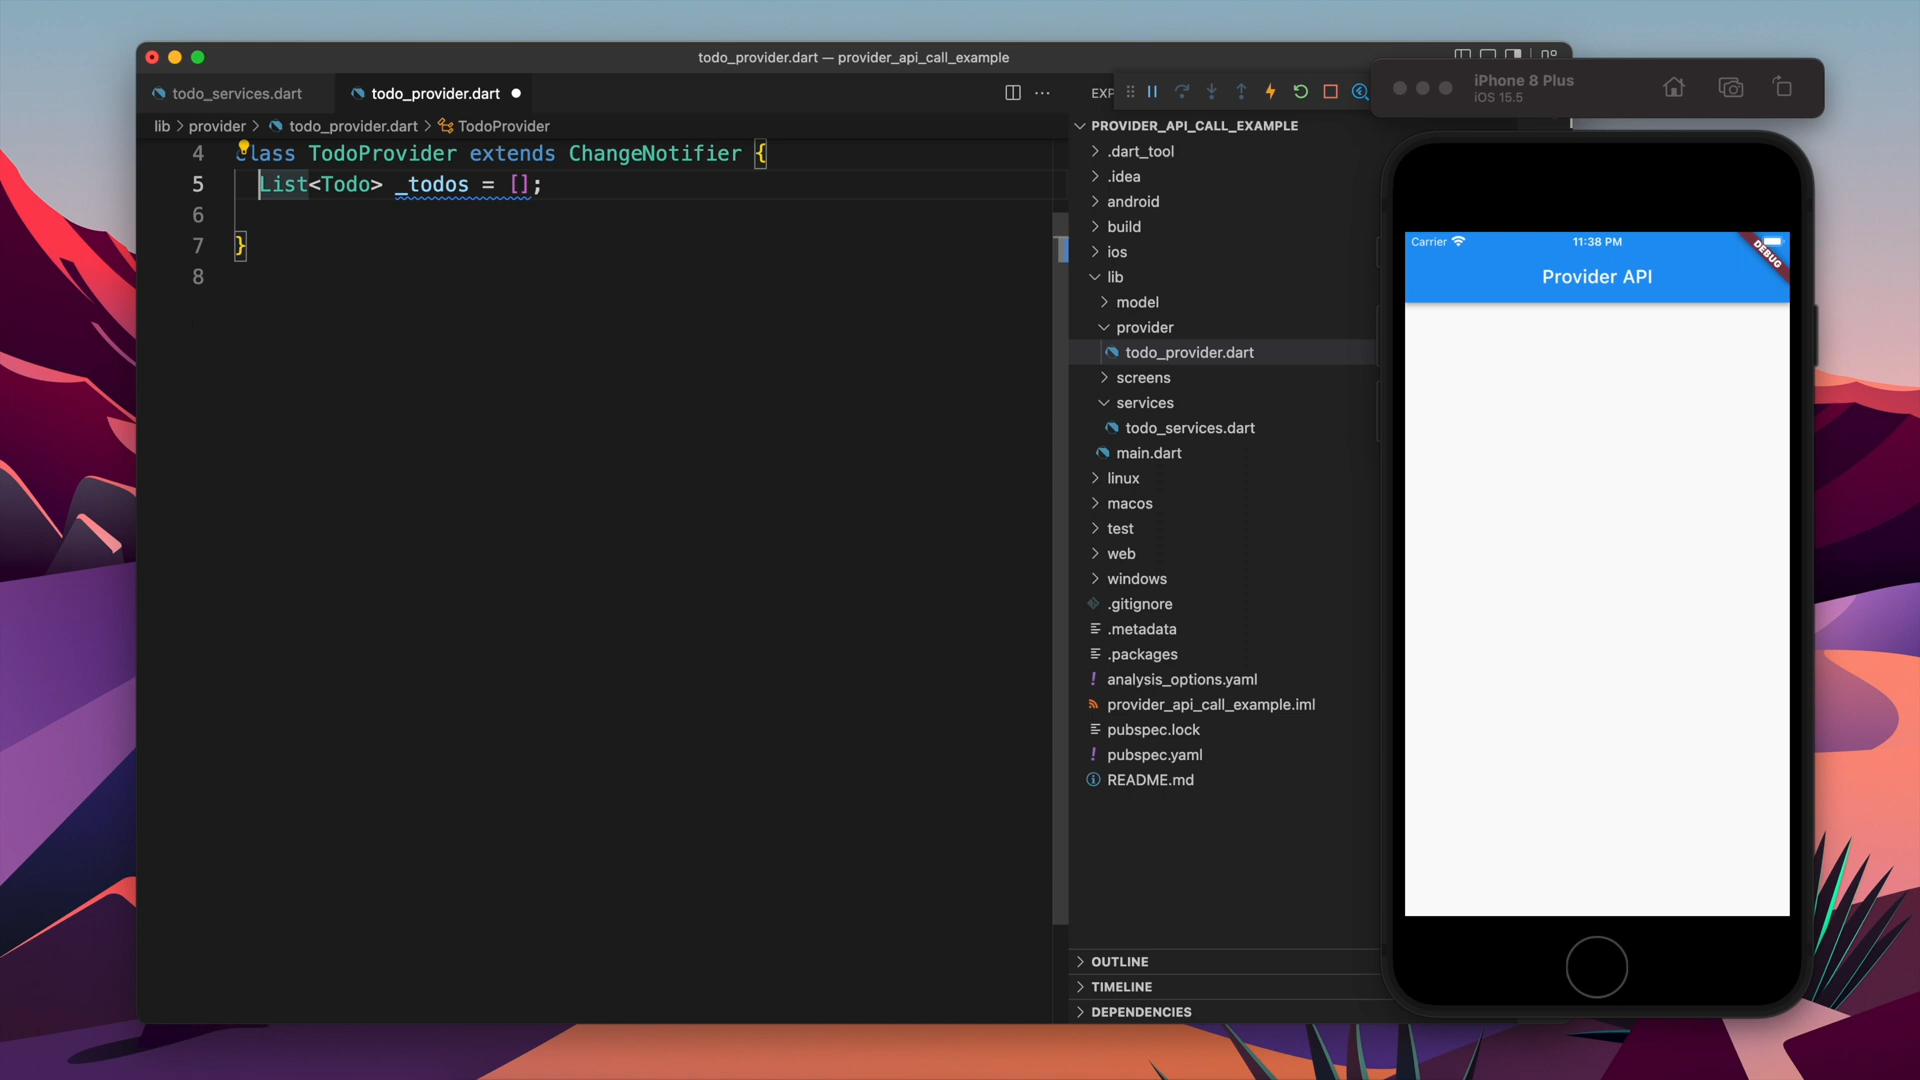 todo_provider.dart — provider_api_call_example
todo_services.dart
todo_provider.dart
lib > provider > todo_provider.dart > TodoProvider
4 class TodoProvider extends ChangeNotifier {
5 List<Todo> _todos = [];
6
7 }
8
EXP
PROVIDER_API_CALL_EXAMPLE
.dart_tool
.idea
android
build
ios
lib
model
provider
todo_provider.dart
screens
services
todo_services.dart
main.dart
linux
macos
test
web
windows
.gitignore
.metadata
.packages
analysis_options.yaml
provider_api_call_example.iml
pubspec.lock
pubspec.yaml
README.md
OUTLINE
TIMELINE
DEPENDENCIES
iPhone 8 Plus
iOS 15.5
Carrier
11:38 PM
DEBUG
Provider API